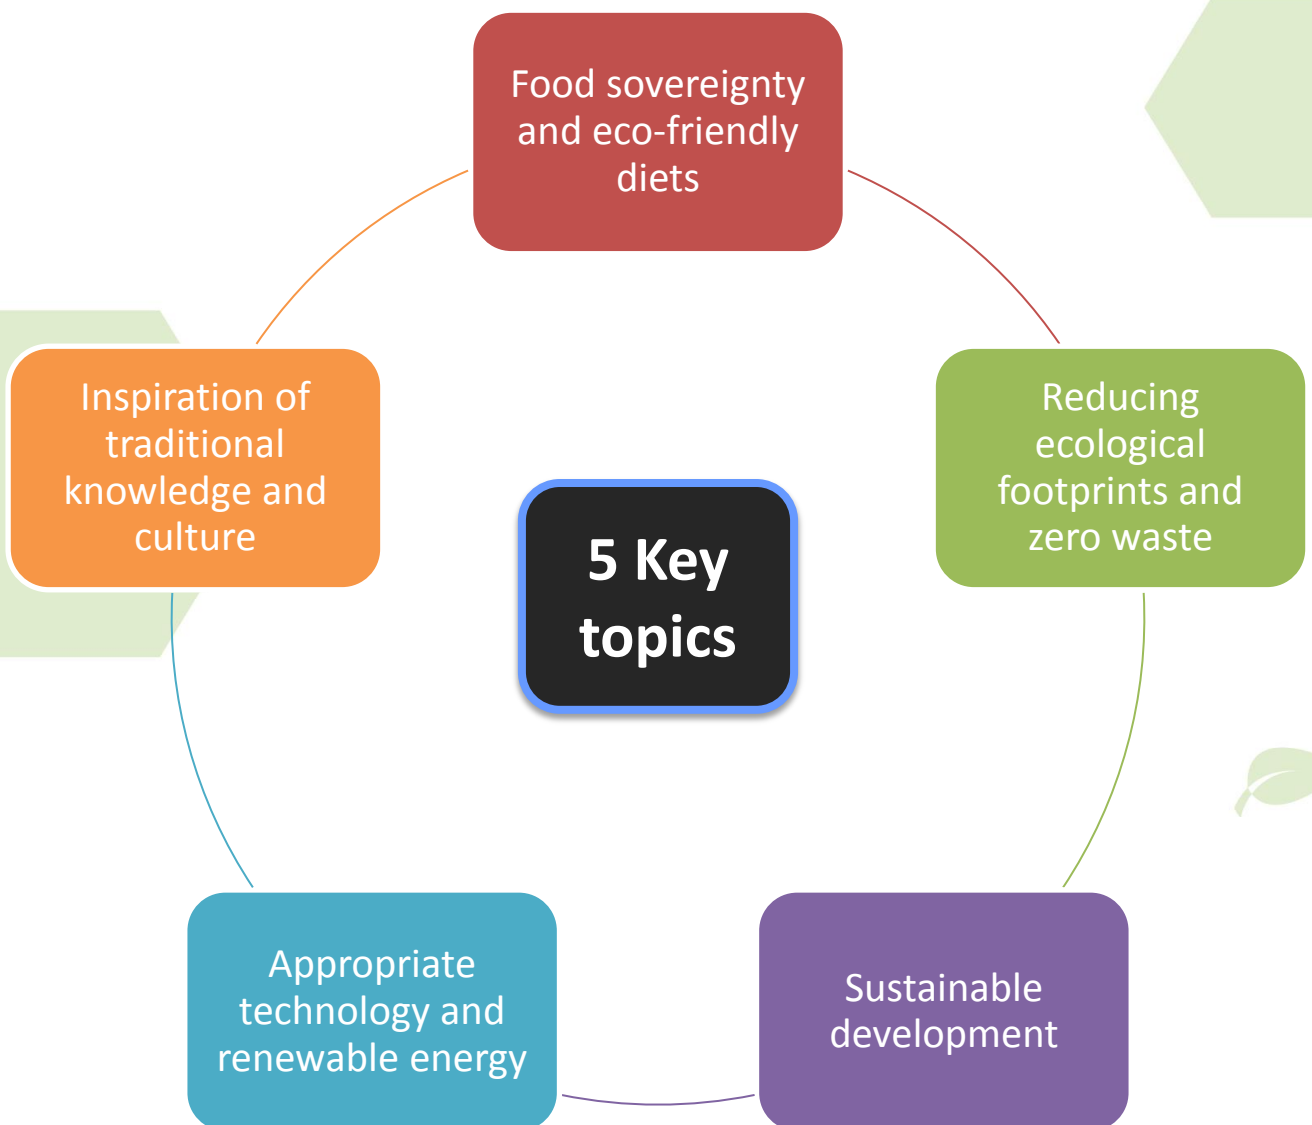 Food sovereignty
and eco-friendly
diets
Reducing
ecological
footprints and
zero waste
Sustainable
development
Appropriate
technology and
renewable energy
Inspiration of
traditional
knowledge and
culture
5 Key
topics